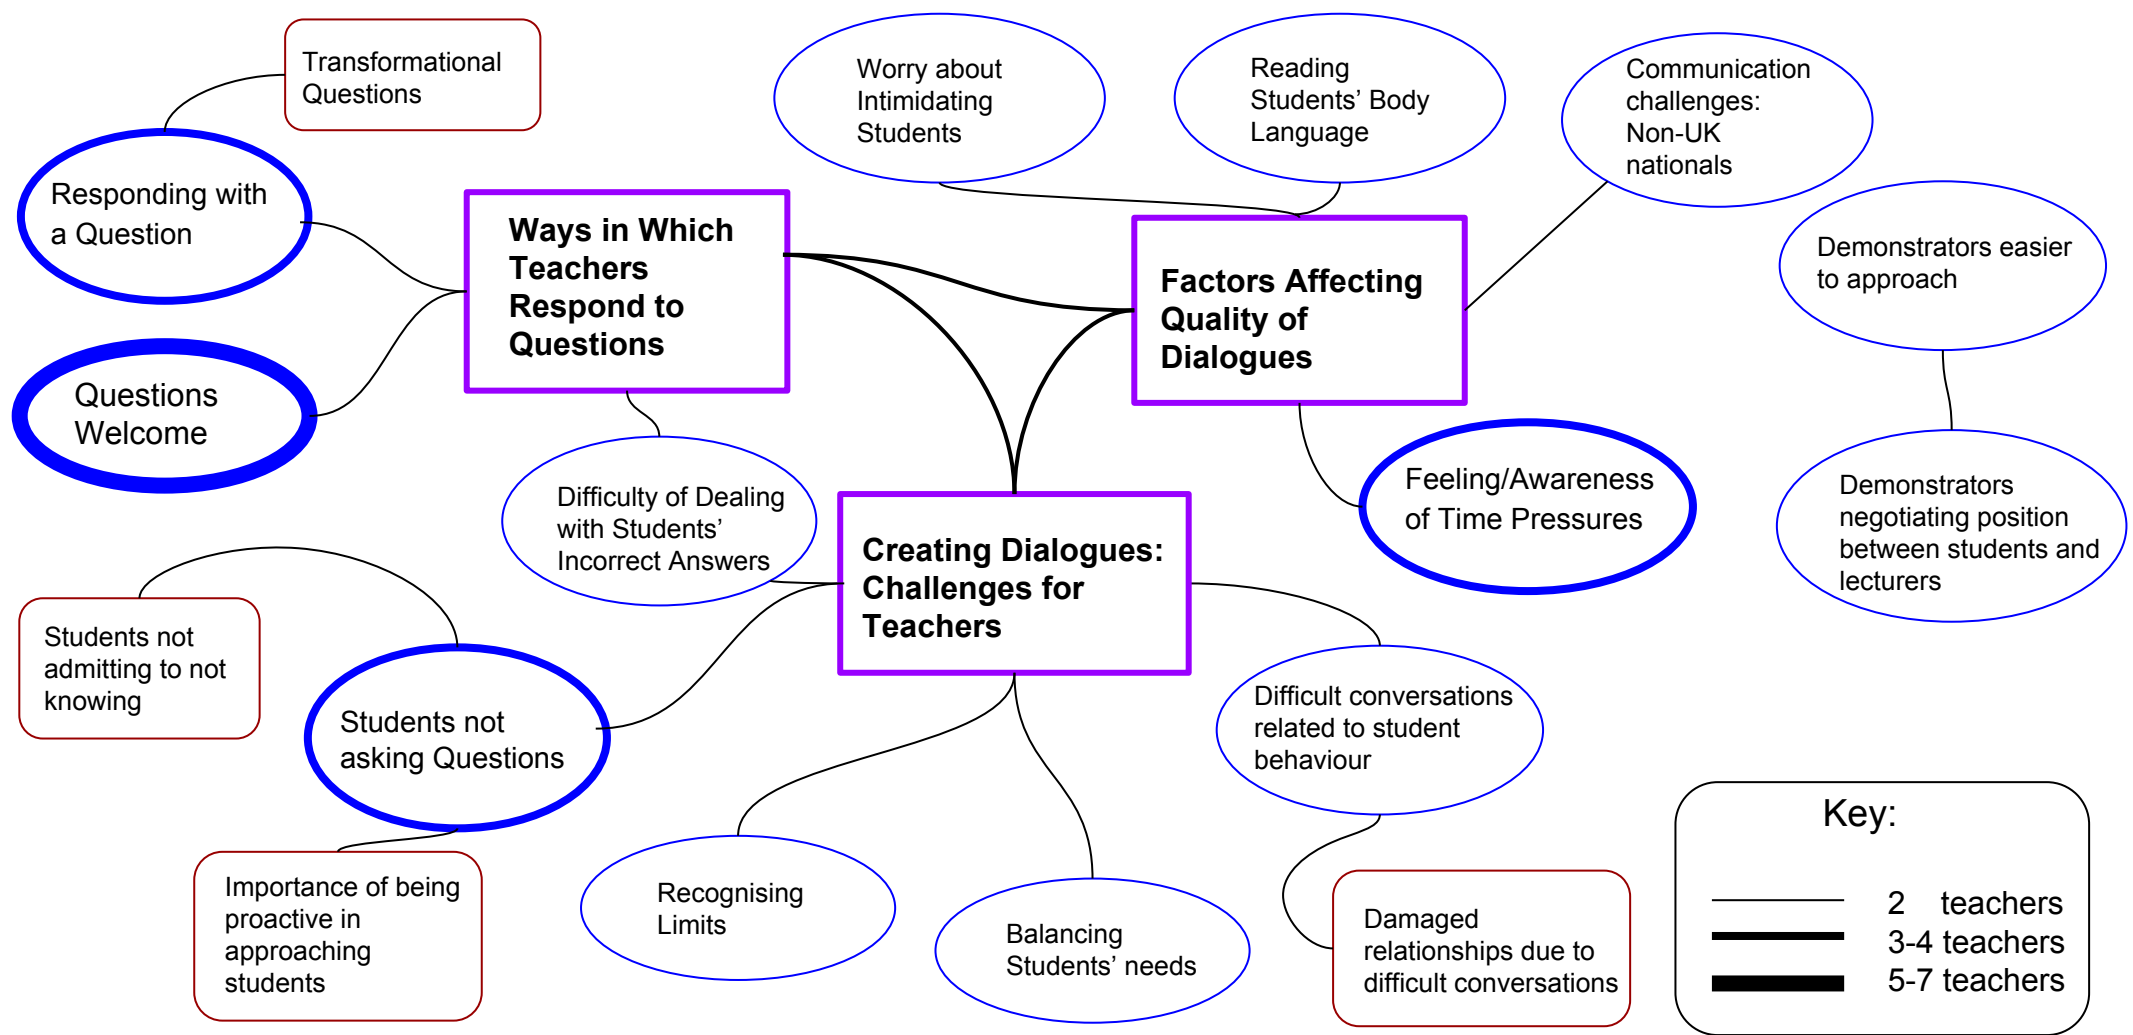 Transformational
Questions
Worry about
Intimidating
Students
Reading
Students’ Body
Language
Communication
challenges:
Non-UK
nationals
Responding with
a Question
Ways in Which
Teachers
Respond to
Questions
Factors Affecting
Quality of
Dialogues
Demonstrators easier
to approach
Questions
Welcome
Difficulty of Dealing
with Students’
Incorrect Answers
Feeling/Awareness
of Time Pressures
Demonstrators
negotiating position
between students and
lecturers
Creating Dialogues:
Challenges for
Teachers
Students not
admitting to not
knowing
Students not
asking Questions
Difficult conversations
related to student
behaviour
Importance of being
proactive in
approaching
students
Recognising
Limits
Balancing
Students’ needs
Damaged
relationships due to
difficult conversations
Key:
2 teachers
3-4 teachers
5-7 teachers